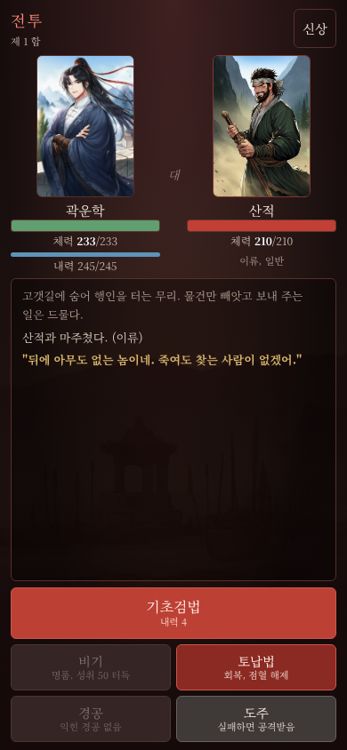 전투
제 1 합
신상
대
곽운학
체력 233/233
내력 245/245
산적
체력 210/210
이류, 일반
고갯길에 숨어 행인을 터는 무리. 물건만 빼앗고 보내 주는
일은 드물다.
산적과 마주쳤다. (이류)
"뒤에 아무도 없는 놈이네. 죽여도 찾는 사람이 없겠어."
기초검법
내력 4
비기
명품, 성취 50 터득
토납법
회복, 점혈 해제
경공
익힌 경공 없음
도주
실패하면 공격받음